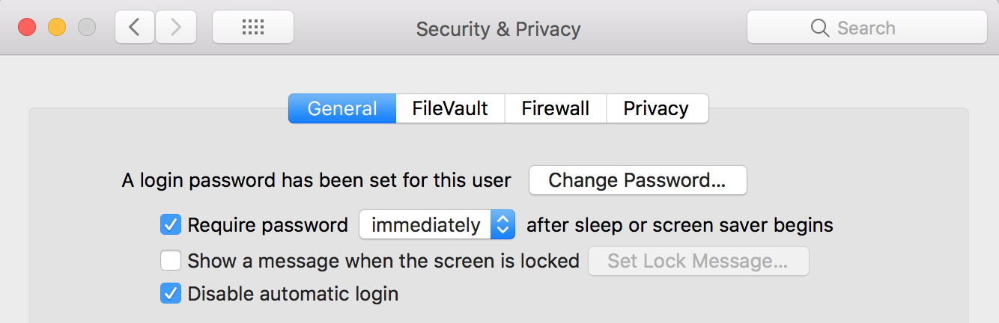 Security & Privacy
Search
General FileVault Firewall Privacy
A login password has been set for this user Change Password...
Require password immediately after sleep or screen saver begins
Show a message when the screen is locked Set Lock Message...
Disable automatic login